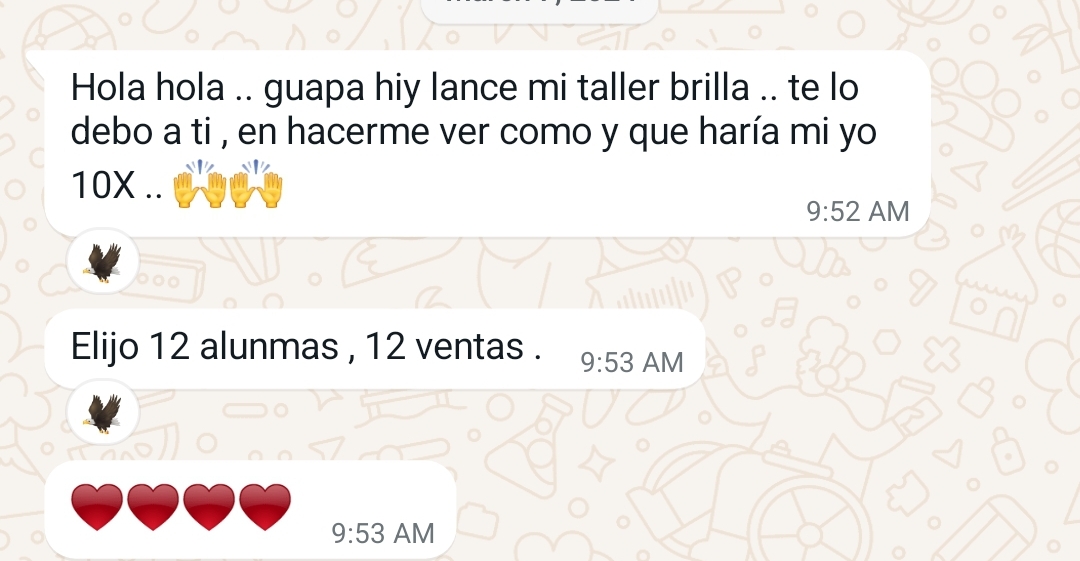 Hola hola .. guapa hiy lance mi taller brilla .. te lo
debo a ti , en hacerme ver como y que haría mi yo
10X .. 🙌🙌
9:52 AM
Elijo 12 alunmas , 12 ventas .
9:53 AM
♥️♥️♥️♥️
9:53 AM